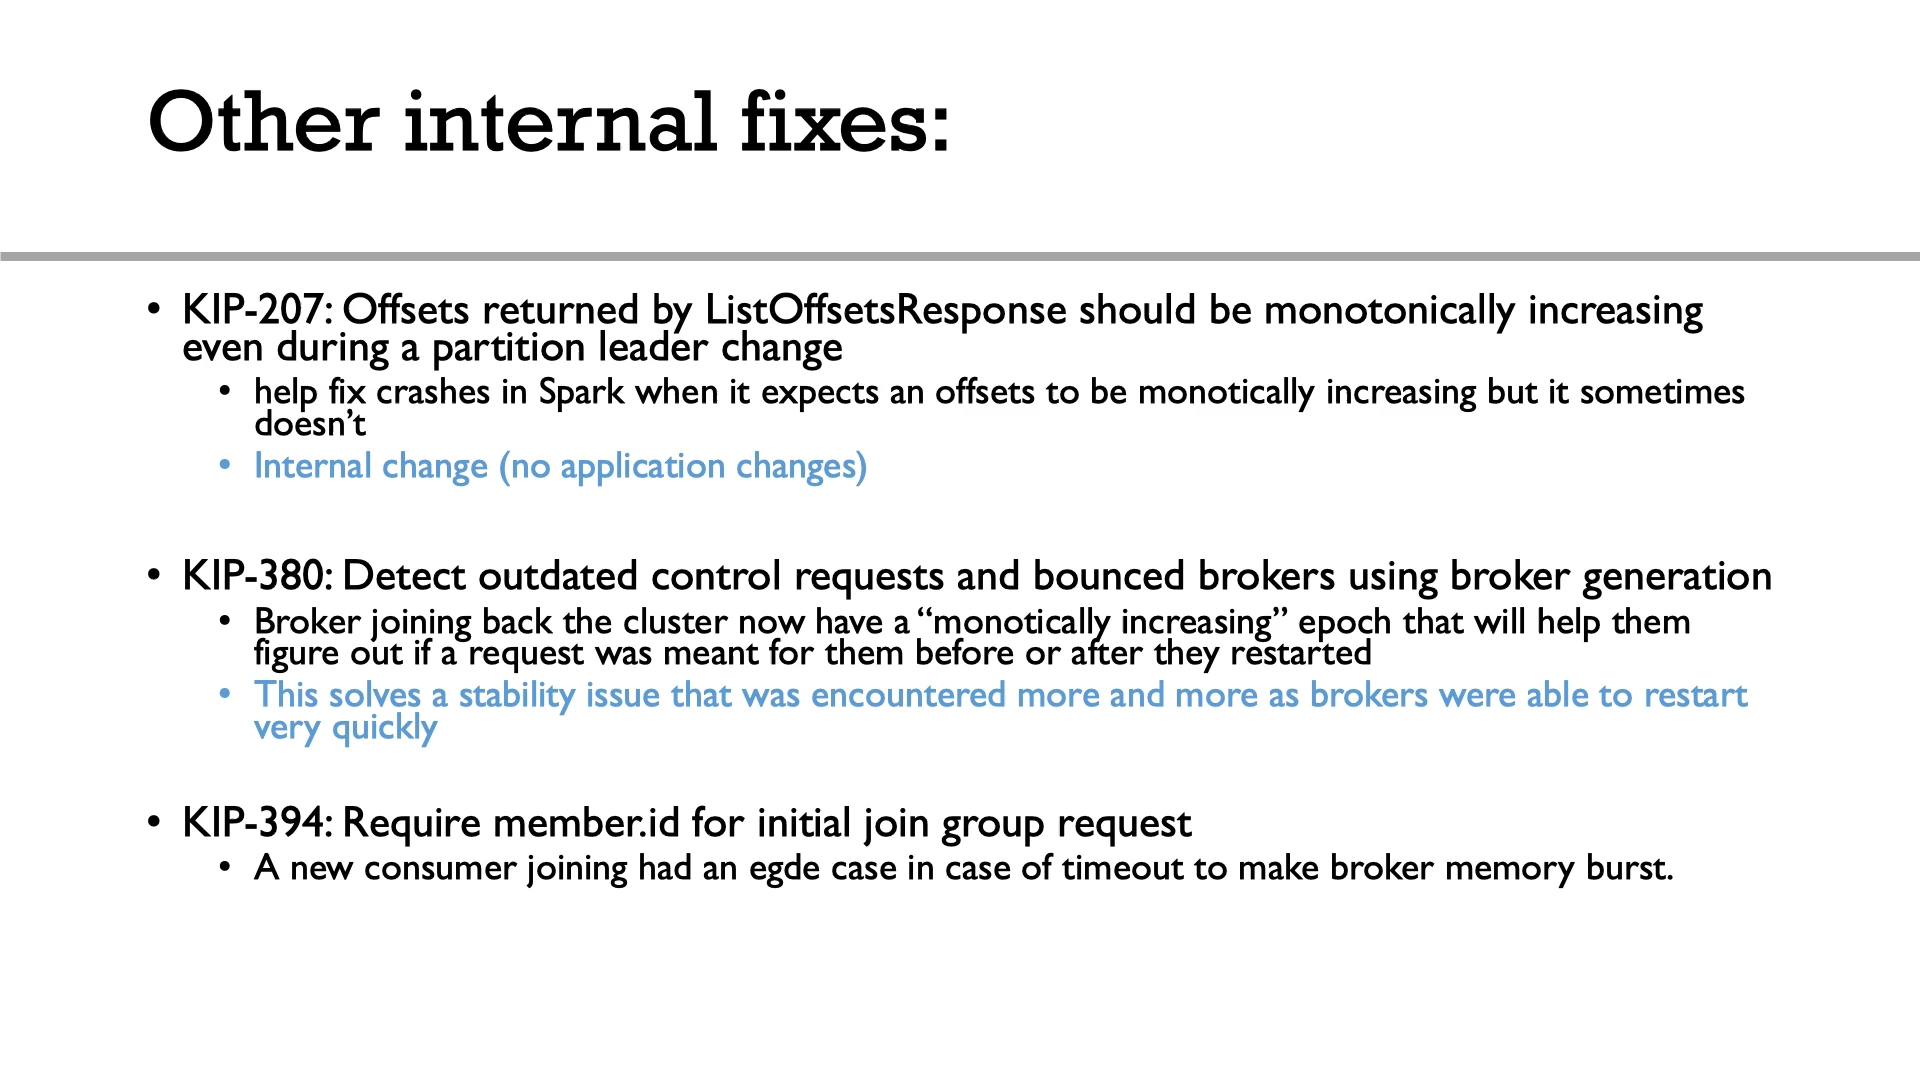 Other internal fixes:
• KIP-207: Offsets returned by ListOffsetsResponse should be monotonically increasing
even during a partition leader change
• help fix crashes in Spark when it expects an offsets to be monotically increasing but it sometimes
doesn’t
• Internal change (no application changes)
• KIP-380: Detect outdated control requests and bounced brokers using broker generation
• Broker joining back the cluster now have a “monotically increasing” epoch that will help them
figure out if a request was meant for them before or after they restarted
• This solves a stability issue that was encountered more and more as brokers were able to restart
very quickly
• KIP-394: Require member.id for initial join group request
• A new consumer joining had an egde case in case of timeout to make broker memory burst.